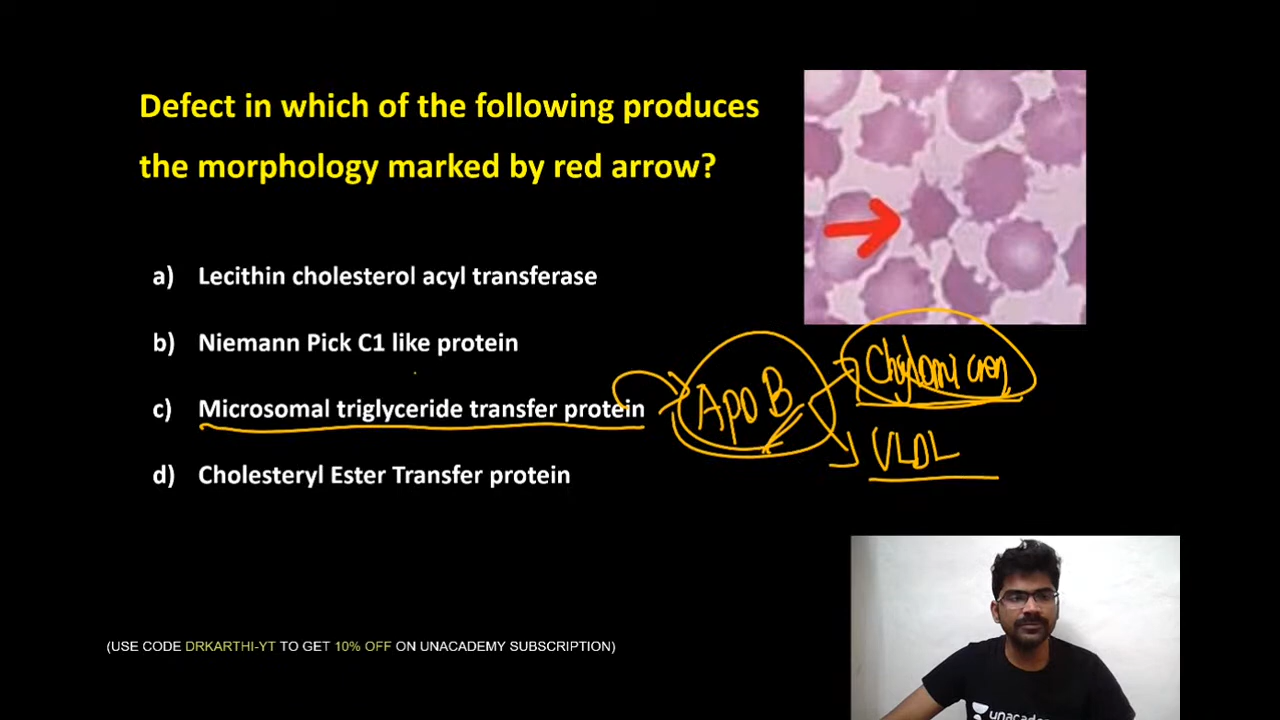 Defect in which of the following produces
the morphology marked by red arrow?
a) Lecithin cholesterol acyl transferase
b) Niemann Pick C1 like protein
c) Microsomal triglyceride transfer protein
Apo B
Chylomicron
VLDL
d) Cholesteryl Ester Transfer protein
(USE CODE DRKARTHI-YT TO GET 10% OFF ON UNACADEMY SUBSCRIPTION)
unacade